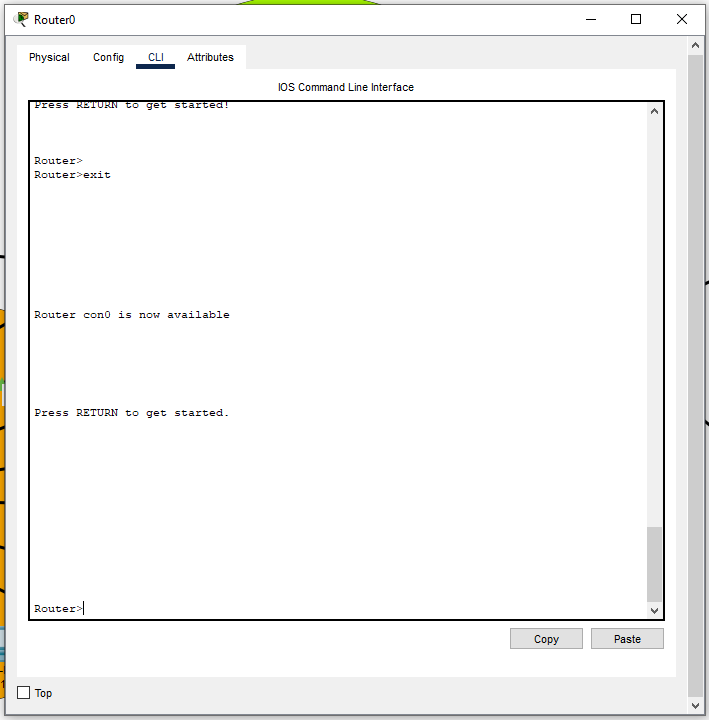 Router0
Physical Config CLI Attributes
IOS Command Line Interface
Press RETURN to get started!
Router>
Router>exit
Router con0 is now available
Press RETURN to get started.
Router>
Copy Paste
Top